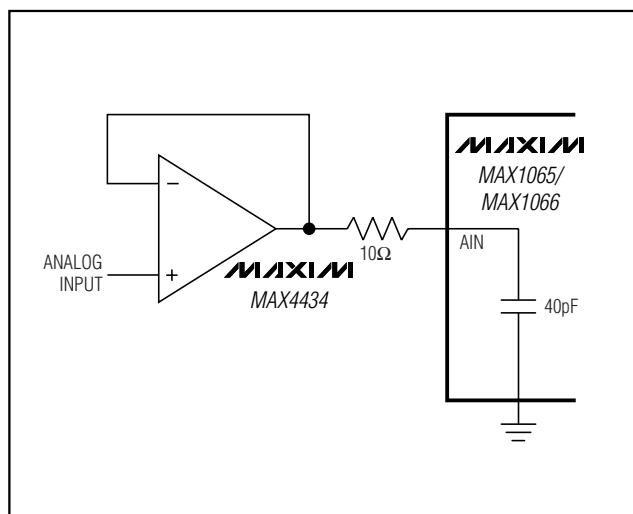 MAXIM
MAX1065/
MAX1066
−
ANALOG
INPUT
+
MAXIM
MAX4434
10Ω
AIN
40pF